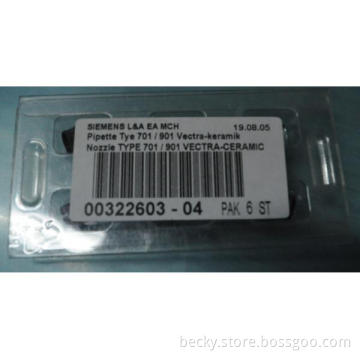 SIEMENS L&A EA MCH 19.08.05
Pipette Tye 701 / 901 Vectra-keramik
Nozzle TYPE 701 / 901 VECTRA-CERAMIC
00322603 - 04 PAK 6 ST
becky.store.bossgoo.com